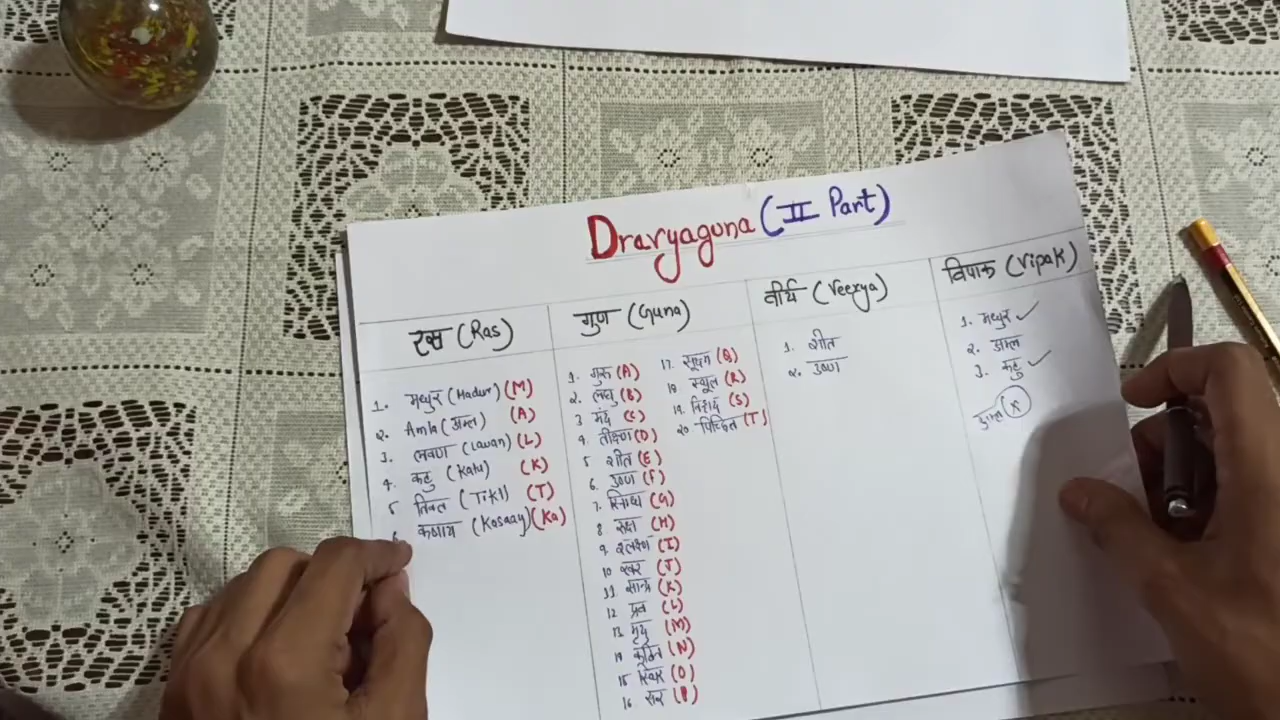 Dravyaguna (II Part)
रस (Ras)
1. मधुर (Madur) (M)
2. Amla (अम्ल) (A)
3. लवण (Lawan) (L)
4. कटु (Katu) (K)
5 तिक्त (Tikt) (T)
6 कषाय (Kasaay) (Ka)
गुण (Guna)
1. गुरु (A)
2. लघु (B)
3 मंद (C)
4. तीक्ष्ण (D)
5 शीत (E)
6. उष्ण (F)
7. स्निग्ध (G)
8 रुक्ष (H)
9. श्लक्ष्ण (I)
10 खर (J)
11 सान्द्र (K)
12 द्रव (L)
13. मृदु (M)
14 कठिन (N)
15 स्थिर (O)
16 सर (P)
17. सूक्ष्म (Q)
18 स्थूल (R)
19. (S)
20 पिच्छिल (T)
वीर्य (Veerya)
1. शीत
2. उष्ण
विपाक (Vipak)
1. मधुर ✓
2. अम्ल
3. कटु ✓
अम्ल (x)